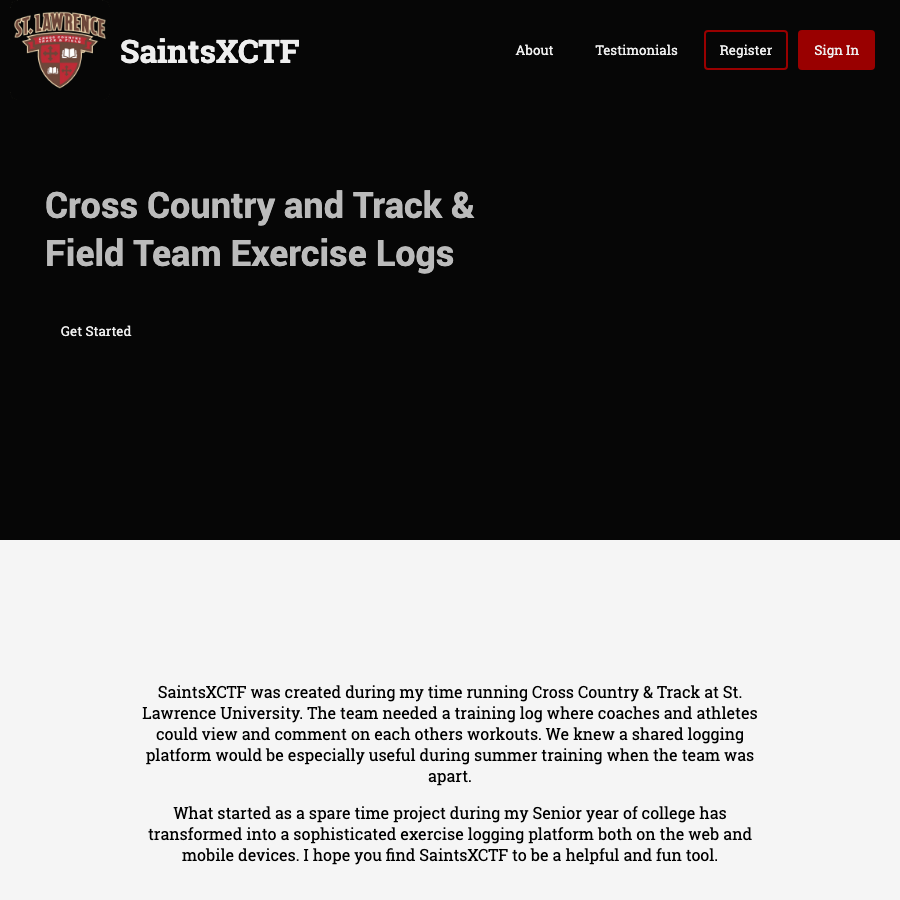 ST. LAWRENCE
SaintsXCTF
About
Testimonials
Register
Sign In
Cross Country and Track &
Field Team Exercise Logs
Get Started
SaintsXCTF was created during my time running Cross Country & Track at St.
Lawrence University. The team needed a training log where coaches and athletes
could view and comment on each others workouts. We knew a shared logging
platform would be especially useful during summer training when the team was
apart.
What started as a spare time project during my Senior year of college has
transformed into a sophisticated exercise logging platform both on the web and
mobile devices. I hope you find SaintsXCTF to be a helpful and fun tool.